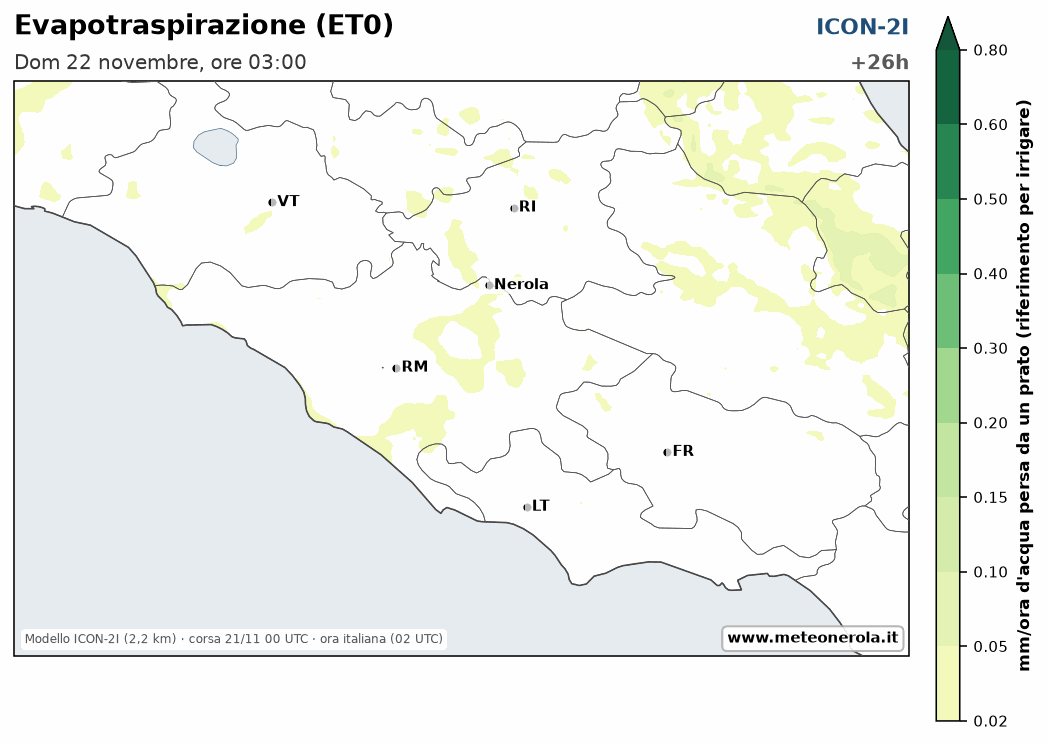 Evapotraspirazione (ET0)
ICON-2I
Dom 22 novembre, ore 03:00
+26h
VT
RI
Nerola
RM
FR
LT
Modello ICON-2I (2,2 km) · corsa 21/11 00 UTC · ora italiana (02 UTC)
www.meteonerola.it
0.80
0.60
0.50
0.40
0.30
0.20
0.15
0.10
0.05
0.02
mm/ora d'acqua persa da un prato (riferimento per irrigare)